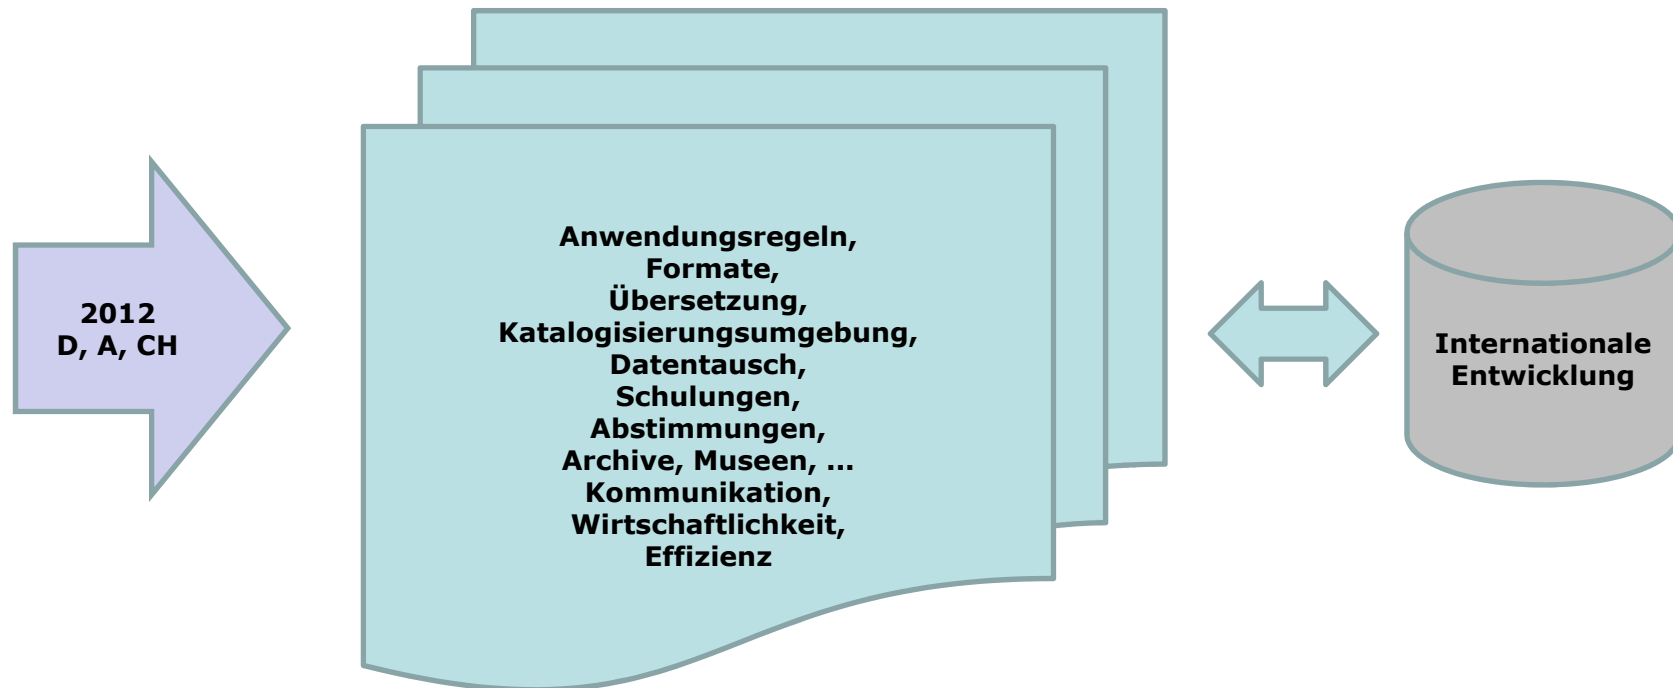 2012
D, A, CH
Anwendungsregeln,
Formate,
Übersetzung,
Katalogisierungsumgebung,
Datentausch,
Schulungen,
Abstimmungen,
Archive, Museen, ...
Kommunikation,
Wirtschaftlichkeit,
Effizienz
Internationale
Entwicklung